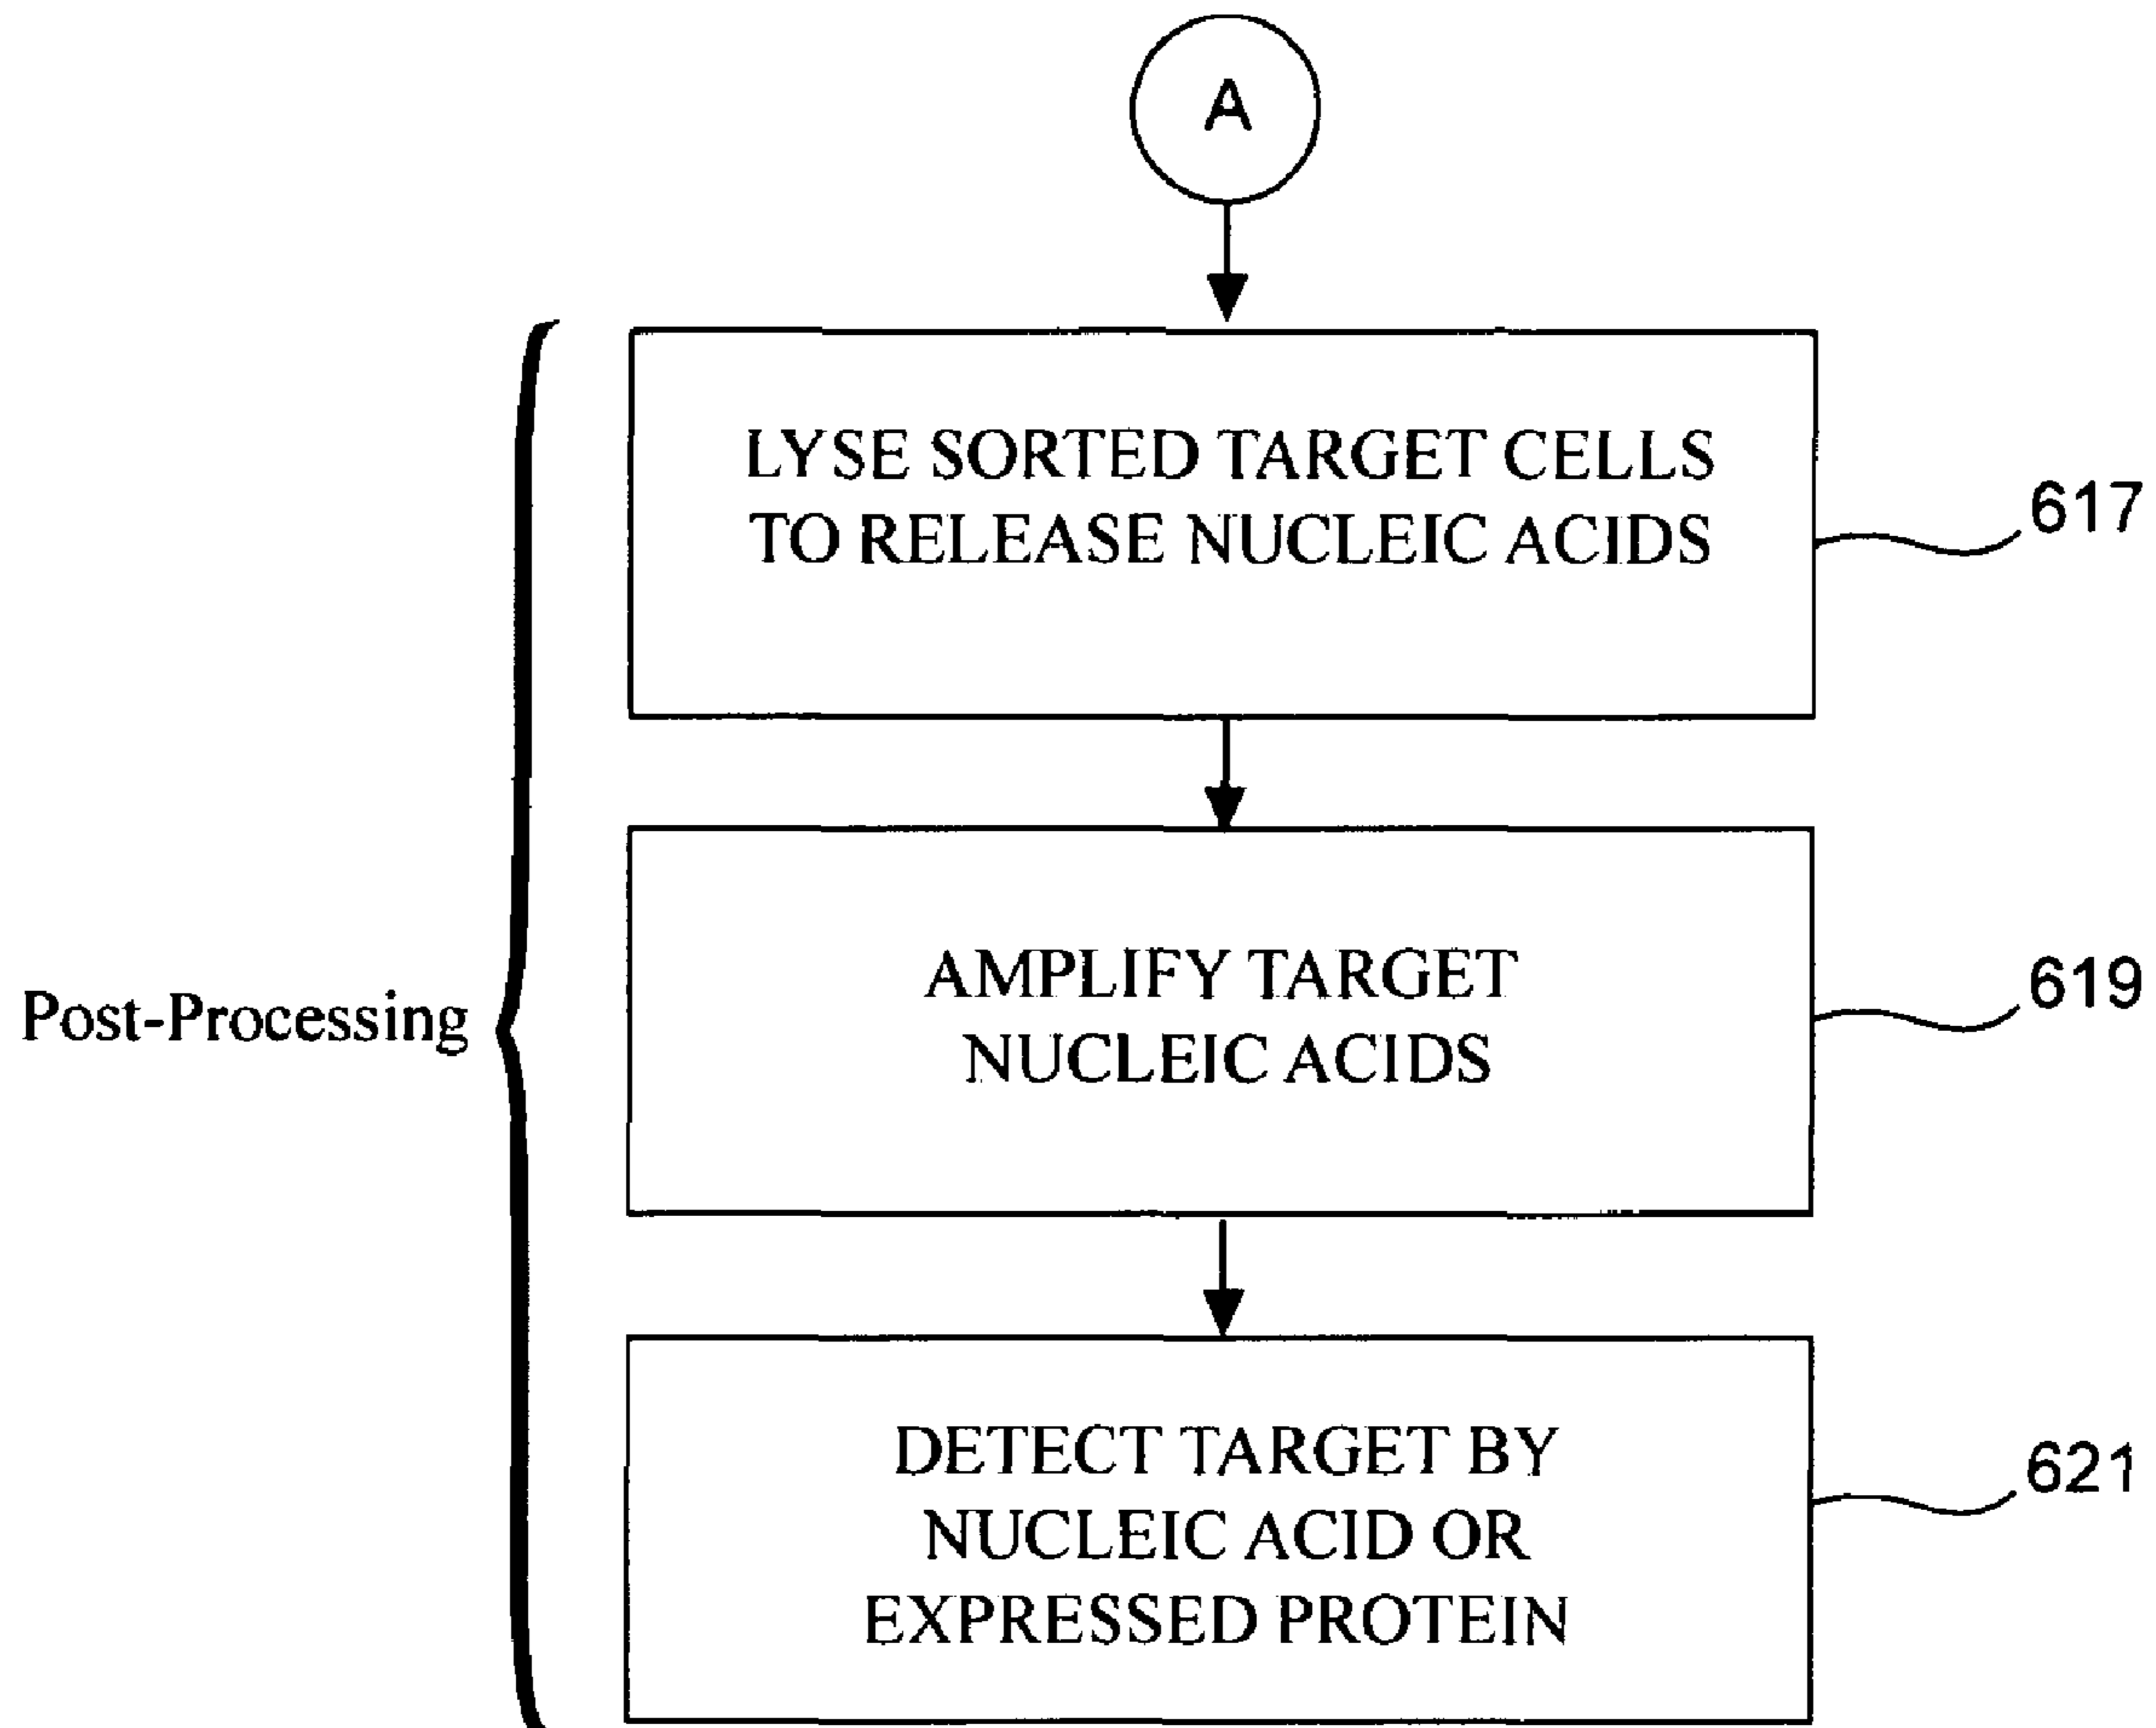 A
LYSE SORTED TARGET CELLS
TO RELEASE NUCLEIC ACIDS
617
Post-Processing
AMPLIFY TARGET
NUCLEIC ACIDS
619
DETECT TARGET BY
NUCLEIC ACID OR
EXPRESSED PROTEIN
621